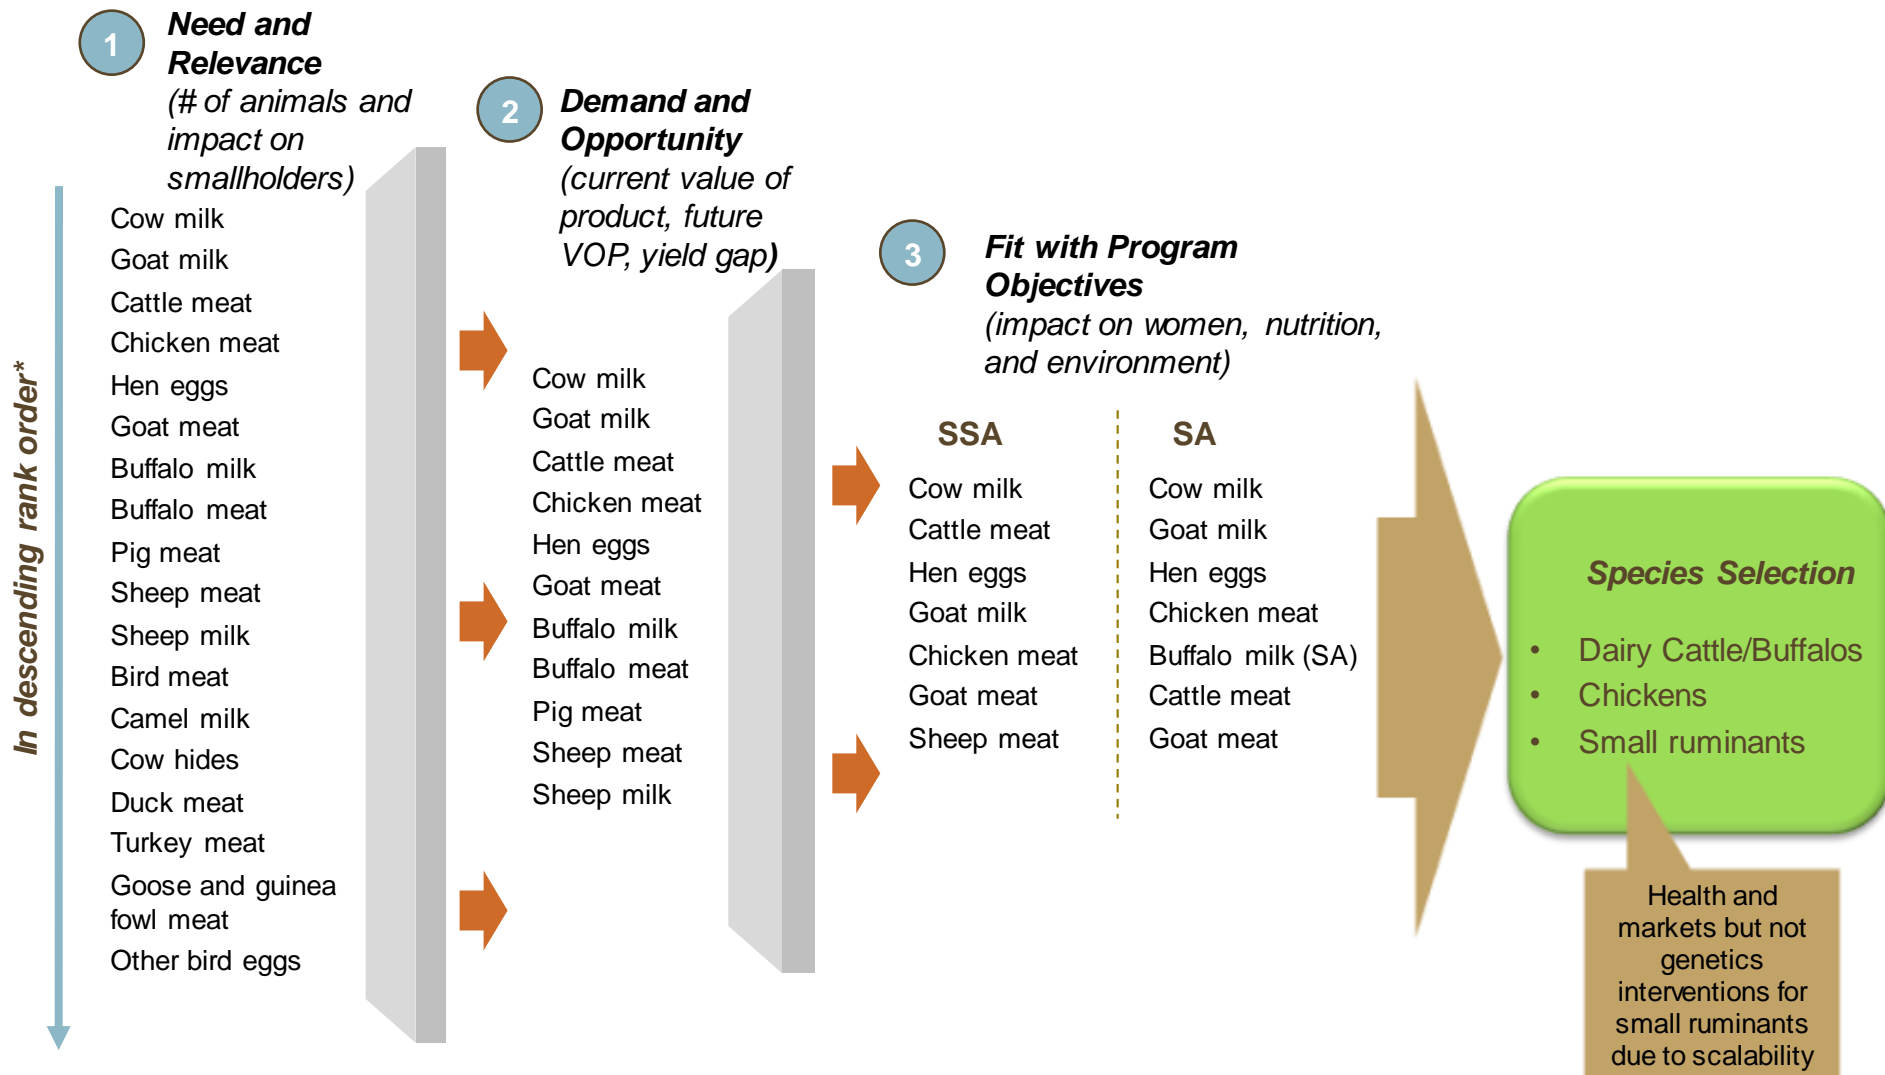 1
Need and
Relevance
(# of animals and
impact on
smallholders)
In descending rank order*
Cow milk
Goat milk
Cattle meat
Chicken meat
Hen eggs
Goat meat
Buffalo milk
Buffalo meat
Pig meat
Sheep meat
Sheep milk
Bird meat
Camel milk
Cow hides
Duck meat
Turkey meat
Goose and guinea
fowl meat
Other bird eggs
2
Demand and
Opportunity
(current value of
product, future
VOP, yield gap)
Cow milk
Goat milk
Cattle meat
Chicken meat
Hen eggs
Goat meat
Buffalo milk
Buffalo meat
Pig meat
Sheep meat
Sheep milk
3
Fit with Program
Objectives
(impact on women, nutrition,
and environment)
SSA
Cow milk
Cattle meat
Hen eggs
Goat milk
Chicken meat
Goat meat
Sheep meat
SA
Cow milk
Goat milk
Hen eggs
Chicken meat
Buffalo milk (SA)
Cattle meat
Goat meat
Species Selection
• Dairy Cattle/Buffalos
• Chickens
• Small ruminants
Health and
markets but not
genetics
interventions for
small ruminants
due to scalability